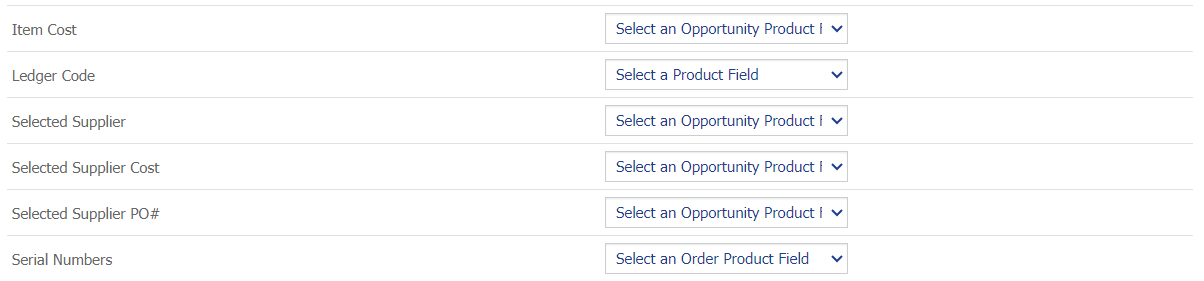 Item Cost Select an Opportunity Product
Ledger Code Select a Product Field
Selected Supplier Select an Opportunity Product
Selected Supplier Cost Select an Opportunity Product
Selected Supplier PO# Select an Opportunity Product
Serial Numbers Select an Order Product Field